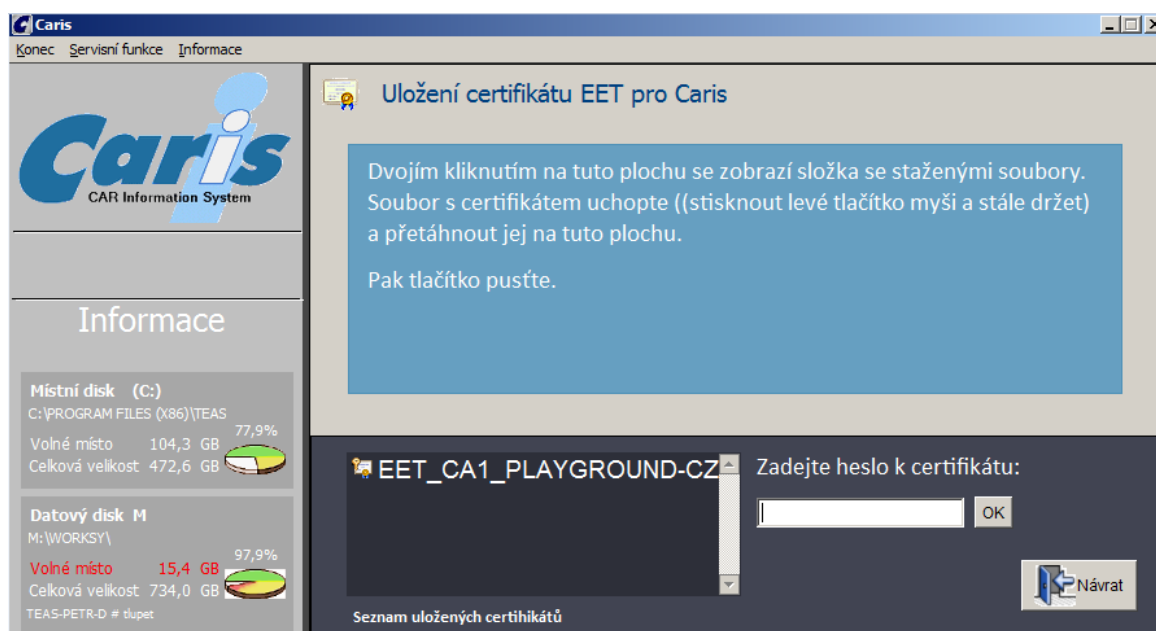 Caris
Konec Servisní funkce Informace
Caris
CAR Information System
Informace
Místní disk (C:)
C:\PROGRAM FILES (X86)\TEAS
77,9%
Volné místo 104,3 GB
Celková velikost 472,6 GB
Datový disk M
M:\WORKSY\
97,9%
Volné místo 15,4 GB
Celková velikost 734,0 GB
TEAS-PETR-D # tlupet
Uložení certifikátu EET pro Caris
Dvojím kliknutím na tuto plochu se zobrazí složka se staženými soubory.
Soubor s certifikátem uchopte ((stisknout levé tlačítko myši a stále držet)
a přetáhnout jej na tuto plochu.
Pak tlačítko pusťte.
EET_CA1_PLAYGROUND-CZ
Seznam uložených certihikátů
Zadejte heslo k certifikátu:
OK
Návrat